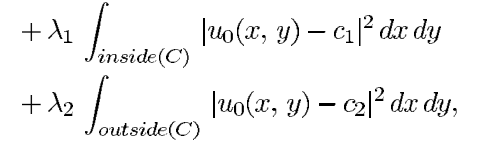 + λ₁ ∫_{inside(C)} |u₀(x, y) – c₁|² dx dy
+ λ₂ ∫_{outside(C)} |u₀(x, y) – c₂|² dx dy,